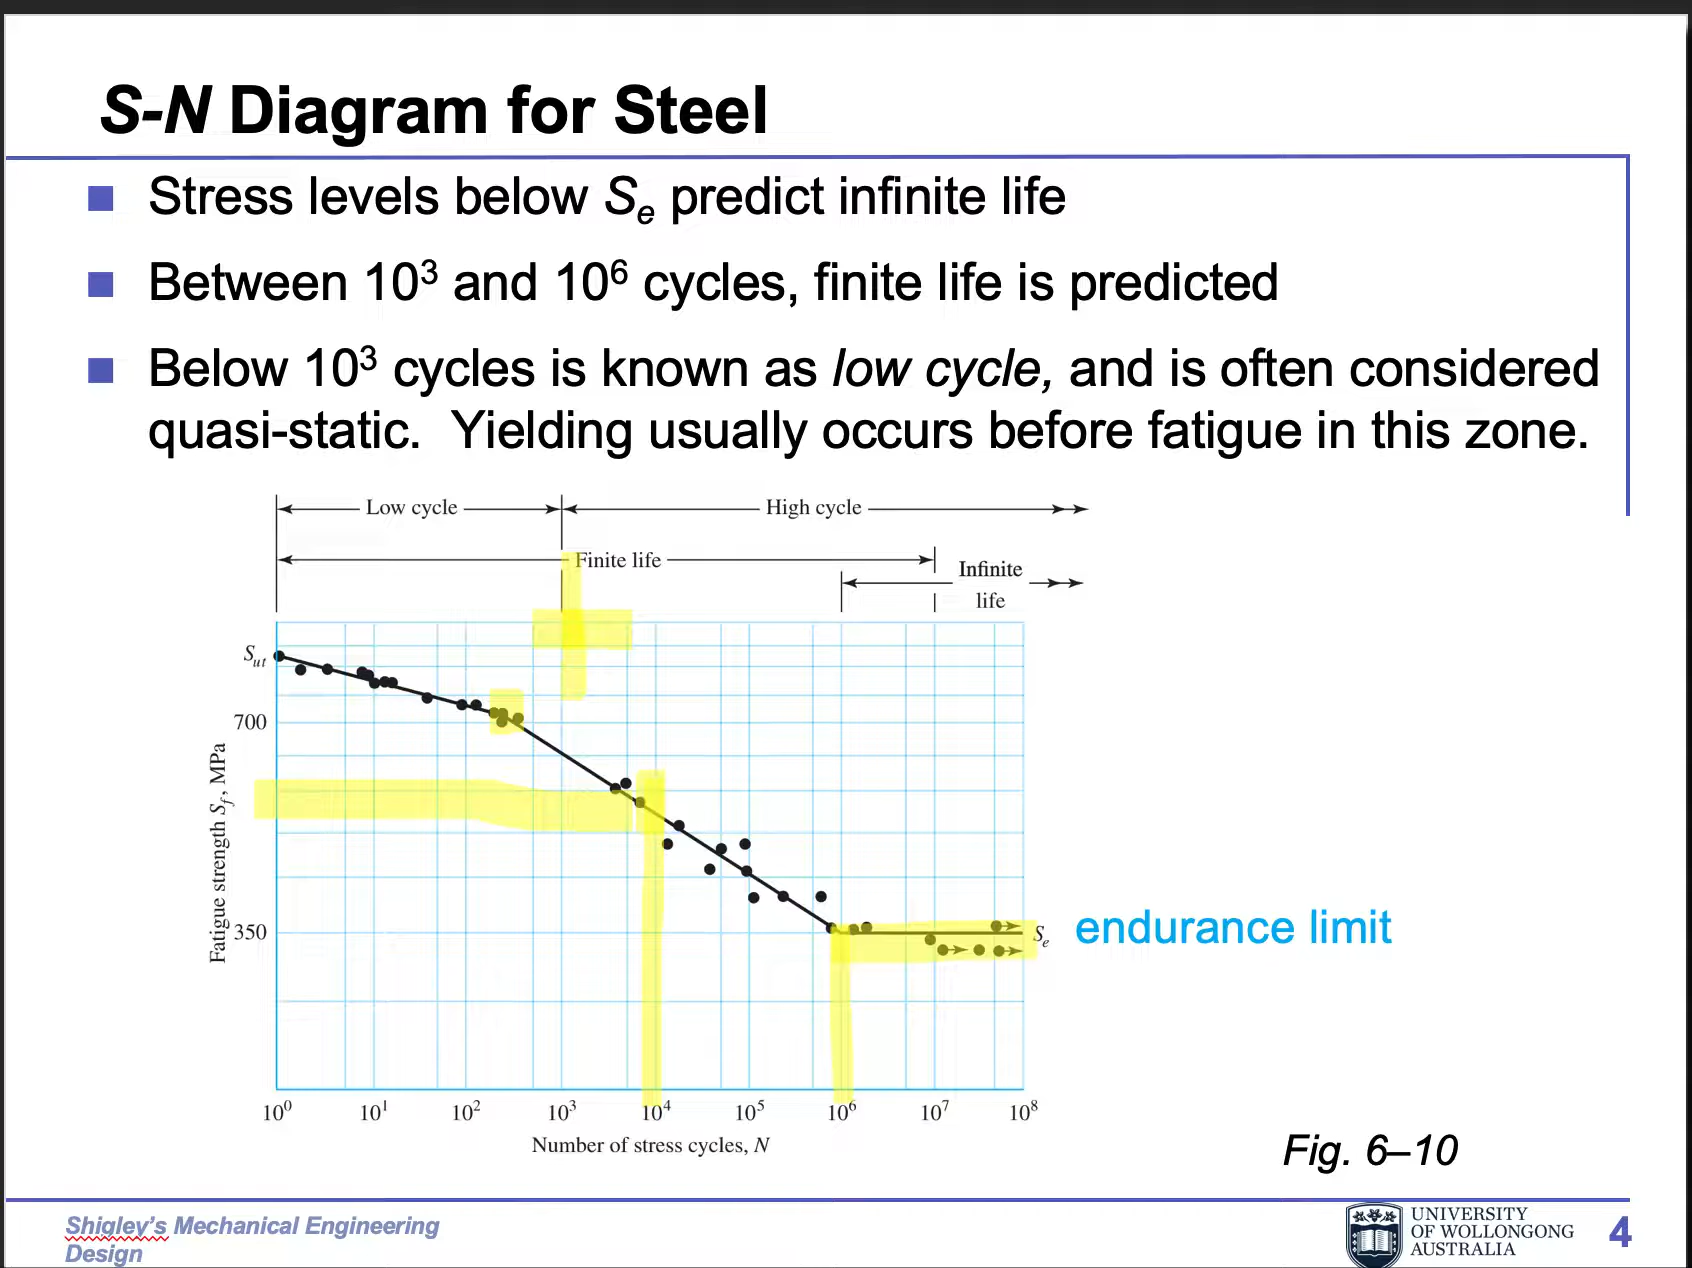 S-N Diagram for Steel
Stress levels below Se predict infinite life
Between 10³ and 10⁶ cycles, finite life is predicted
Below 10³ cycles is known as low cycle, and is often considered
quasi-static.  Yielding usually occurs before fatigue in this zone.
Low cycle
High cycle
Finite life
Infinite
life
Sut
700
350
Fatigue strength Sf, MPa
Se
endurance limit
10⁰ 10¹ 10² 10³ 10⁴ 10⁵ 10⁶ 10⁷ 10⁸
Number of stress cycles, N
Fig. 6–10
Shigley's Mechanical Engineering
Design
UNIVERSITY
OF WOLLONGONG
AUSTRALIA
4